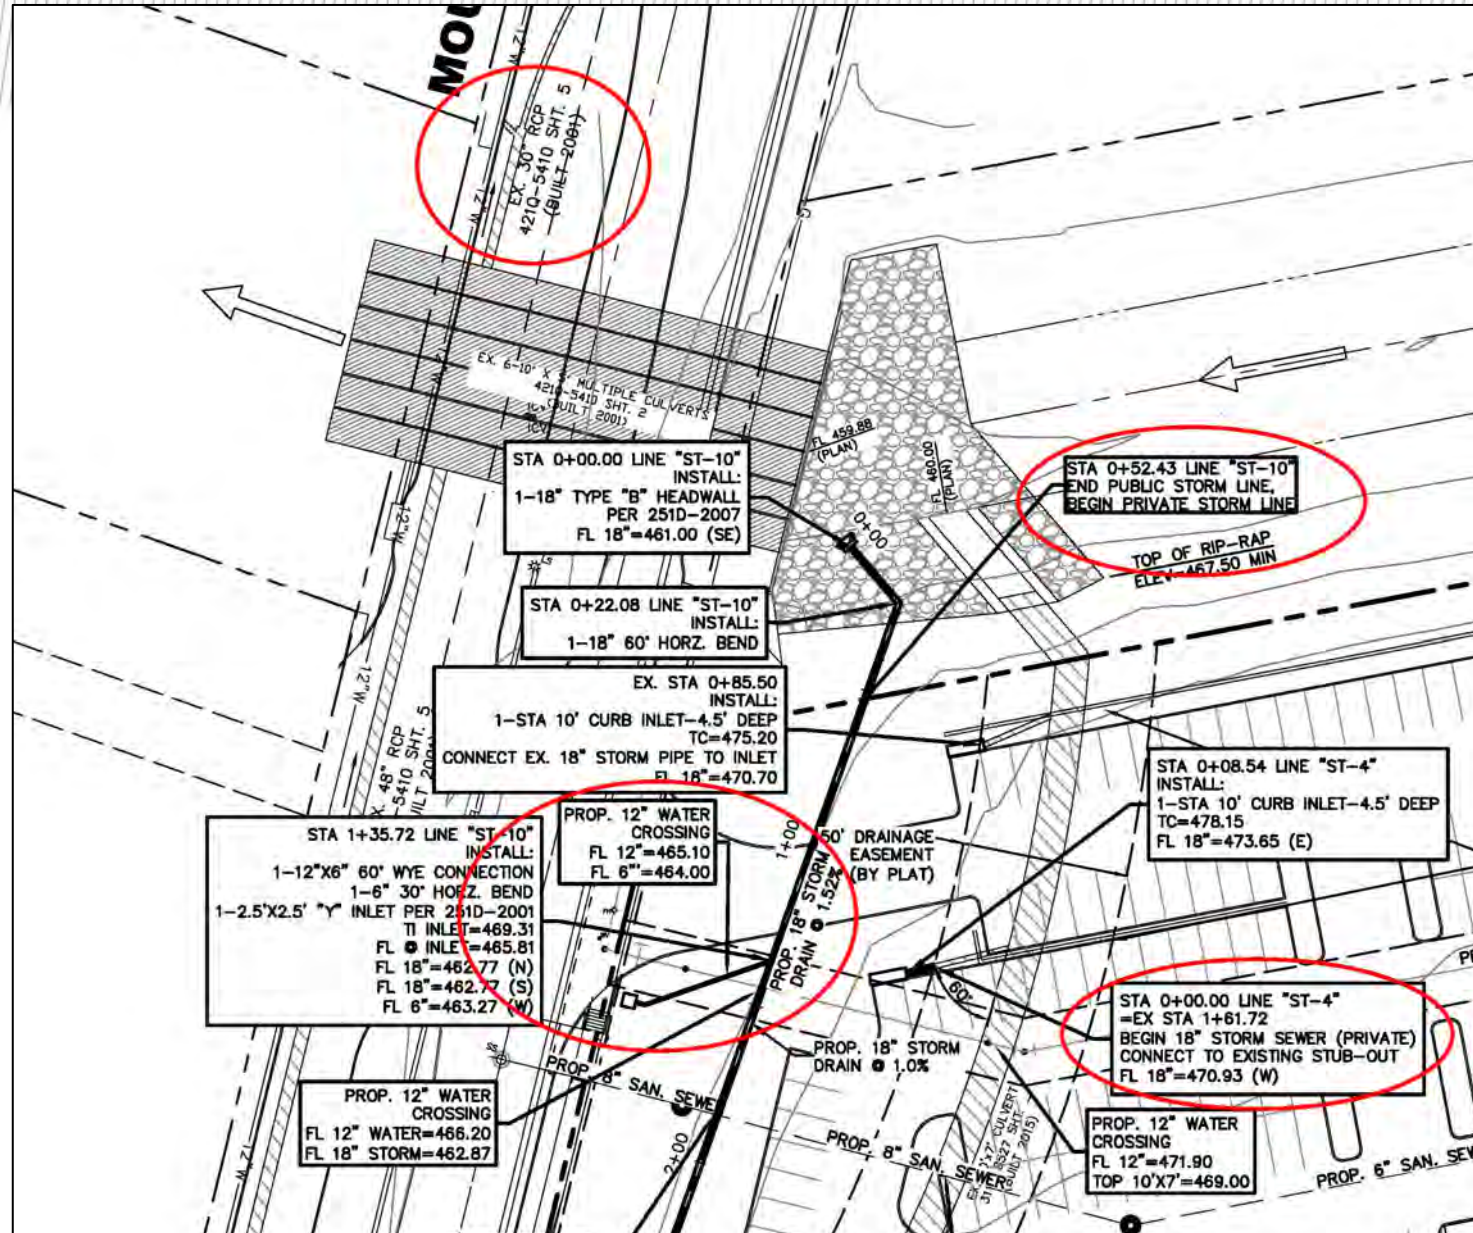 MOU
12" W
EX. 30" RCP
4210-5410 SHT. 5
(BUILT 2001)
12" W
G
EX. 6-10' X
MULTIPLE CULVERTS
4210-5410 SHT. 2
(BUILT 2001)
FL 459.88
(PLAN)
FL 460.00
(PLAN)
STA 0+00.00 LINE "ST-10"
INSTALL:
1-18" TYPE "B" HEADWALL
PER 251D-2007
FL 18"=461.00 (SE)
0+00
STA 0+52.43 LINE "ST-10"
END PUBLIC STORM LINE,
BEGIN PRIVATE STORM LINE
TOP OF RIP-RAP
ELEV=467.50 MIN
12" W
G
STA 0+22.08 LINE "ST-10"
INSTALL:
1-18" 60° HORZ. BEND
12" W
EX. STA 0+85.50
INSTALL:
1-STA 10' CURB INLET-4.5' DEEP
TC=475.20
CONNECT EX. 18" STORM PIPE TO INLET
FL 18"=470.70
X. 48" RCP
-5410 SHT. 5
UILT 200
STA 0+08.54 LINE "ST-4"
INSTALL:
1-STA 10' CURB INLET-4.5' DEEP
TC=478.15
FL 18"=473.65 (E)
PROP. 12" WATER
CROSSING
FL 12"=465.10
FL 6"'=464.00
1+00
50' DRAINAGE
EASEMENT
(BY PLAT)
PROP. 18" STORM
DRAIN @ 1.52%
STA 1+35.72 LINE "ST-10"
INSTALL:
1-12"X6" 60° WYE CONNECTION
1-6" 30° HORZ. BEND
1-2.5'X2.5' "Y" INLET PER 251D-2001
TI INLET=469.31
FL @ INLET=465.81
FL 18"=462.77 (N)
FL 18"=462.77 (S)
FL 6"=463.27 (W)
60°
STA 0+00.00 LINE "ST-4"
=EX STA 1+61.72
BEGIN 18" STORM SEWER (PRIVATE)
CONNECT TO EXISTING STUB-OUT
FL 18"=470.93 (W)
PROP. 18" STORM
DRAIN @ 1.0%
PROP. 8" SAN. SEWE
PROP. 12" WATER
CROSSING
FL 12" WATER=466.20
FL 18" STORM=462.87
2+00
PROP. 8" SAN. SEWER
CULVERT
SHT.
BUILT 2015)
PROP. 12" WATER
CROSSING
FL 12"=471.90
TOP 10'X7'=469.00
12" W
PROP. 6" SAN. SEW